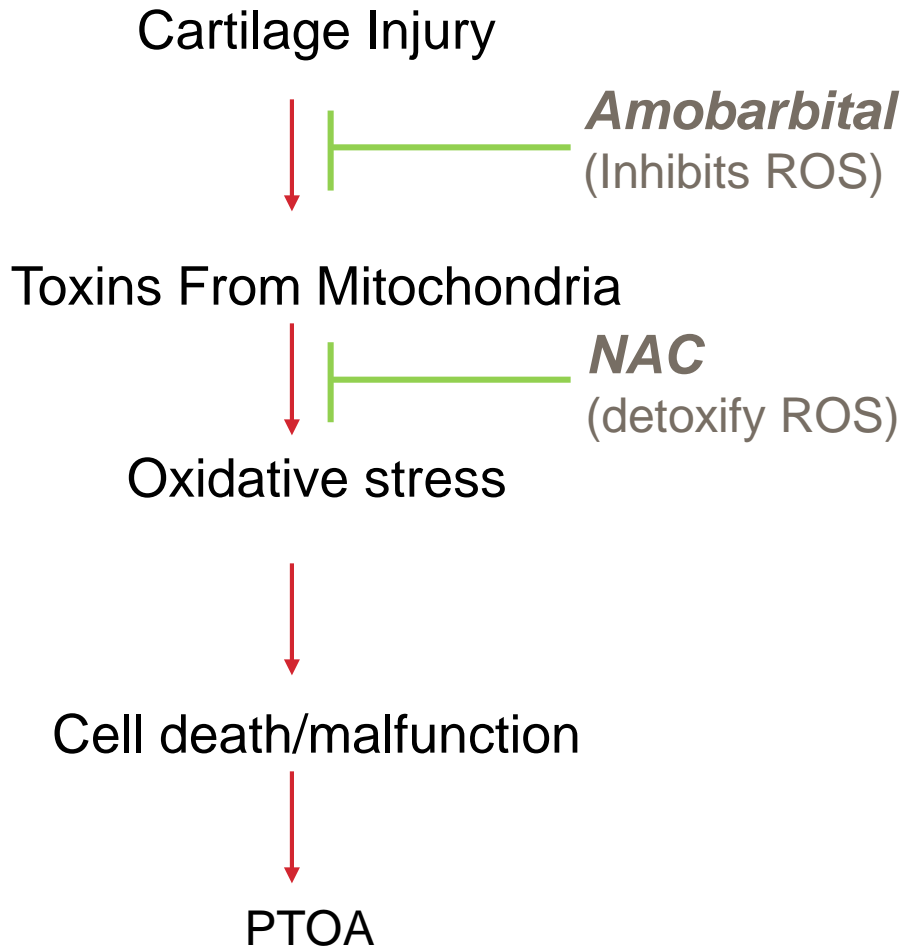 Cartilage Injury
Amobarbital
(Inhibits ROS)
Toxins From Mitochondria
NAC
(detoxify ROS)
Oxidative stress
Cell death/malfunction
PTOA